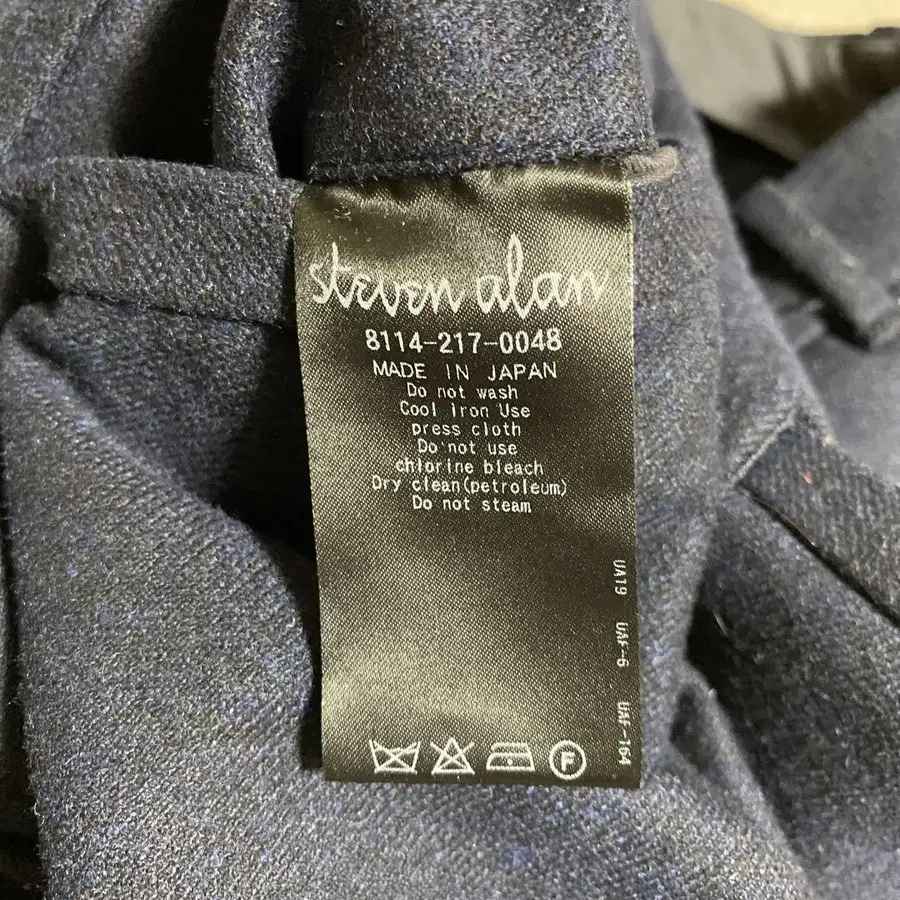 steven alan
8114-217-0048
MADE IN JAPAN
Do not wash
Cool Iron Use
press cloth
Do not use
chlorine bleach
Dry clean(petroleum)
Do not steam
UA19 UAF-6 UAF-164
F